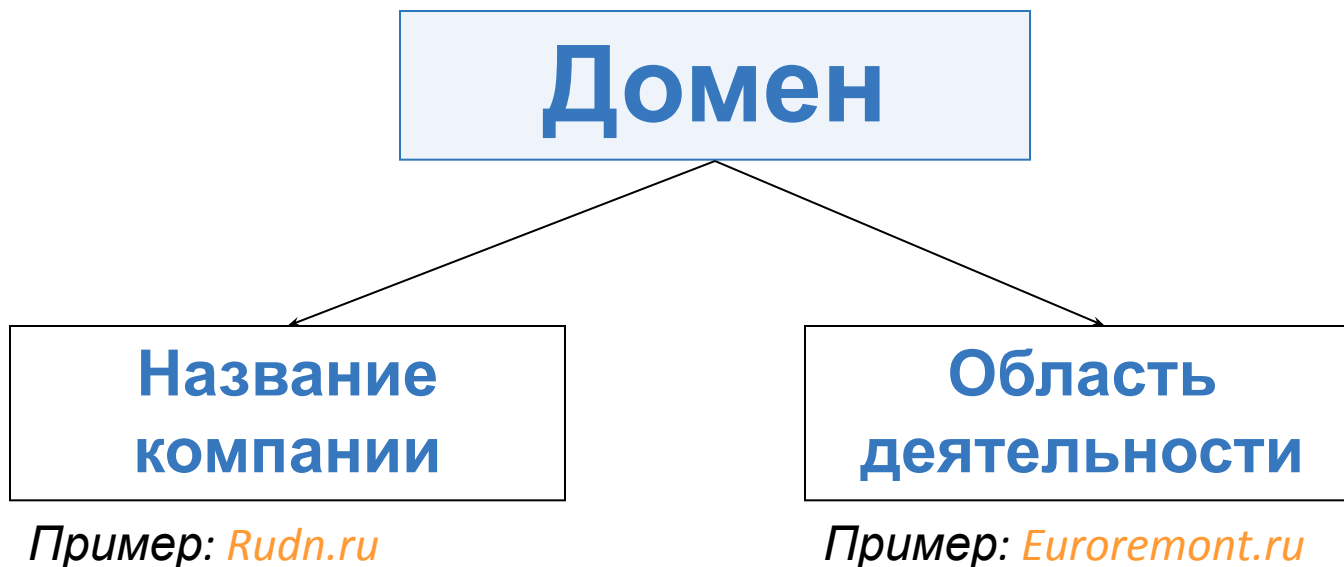 Домен
Название
компании
Область
деятельности
Пример: Rudn.ru
Пример: Euroremont.ru